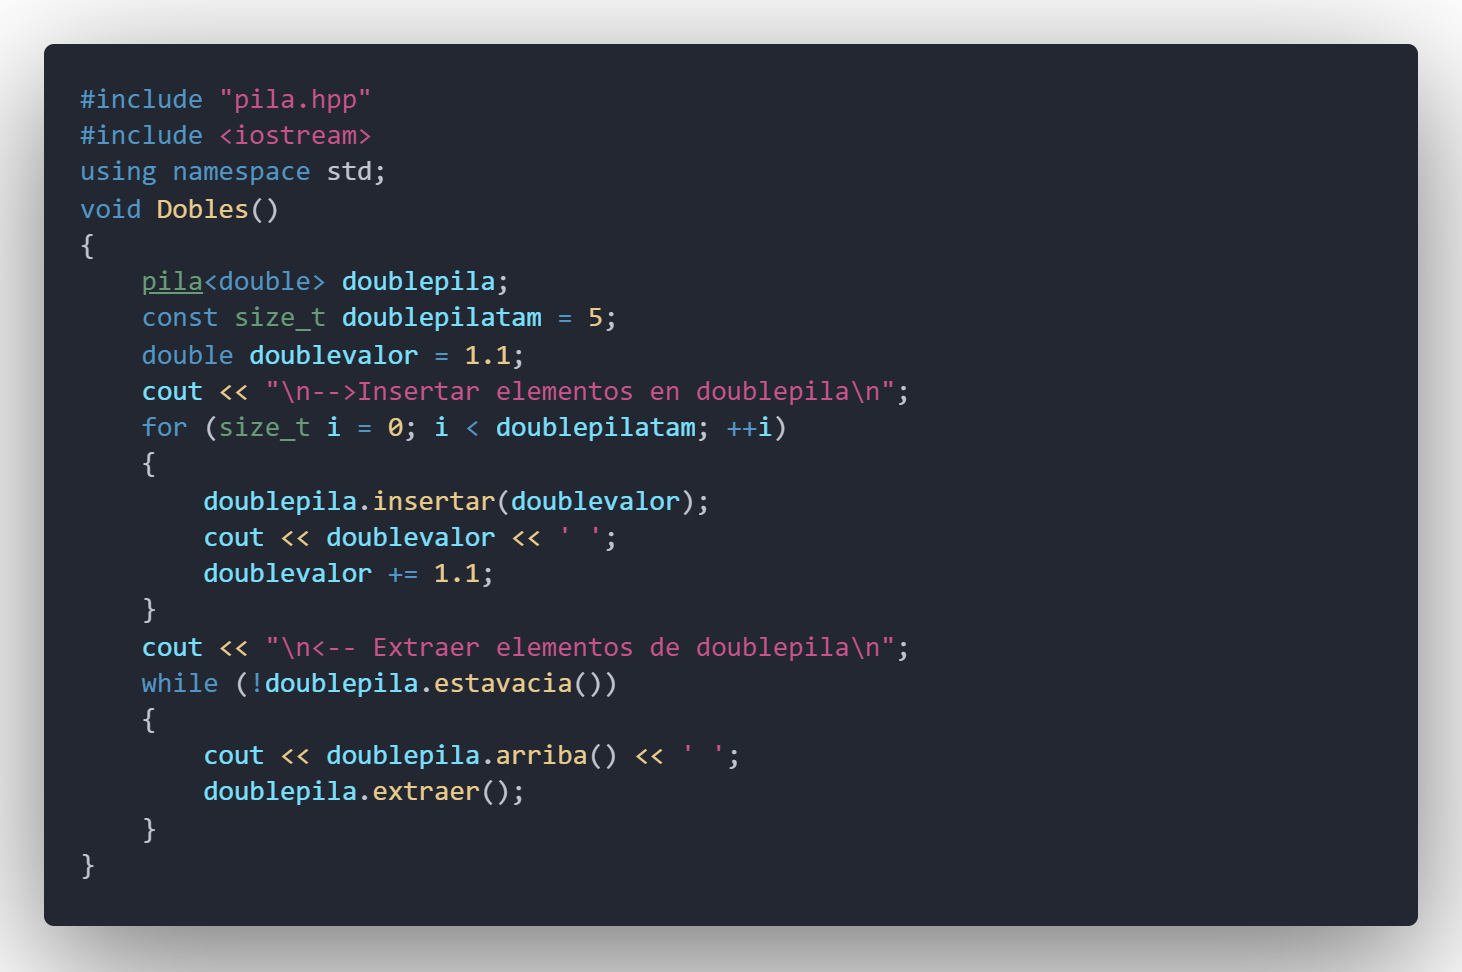 #include "pila.hpp"
#include <iostream>
using namespace std;
void Dobles()
{
    pila<double> doublepila;
    const size_t doublepilatam = 5;
    double doublevalor = 1.1;
    cout << "\n-->Insertar elementos en doublepila\n";
    for (size_t i = 0; i < doublepilatam; ++i)
    {
        doublepila.insertar(doublevalor);
        cout << doublevalor << ' ';
        doublevalor += 1.1;
    }
    cout << "\n<-- Extraer elementos de doublepila\n";
    while (!doublepila.estavacia())
    {
        cout << doublepila.arriba() << ' ';
        doublepila.extraer();
    }
}